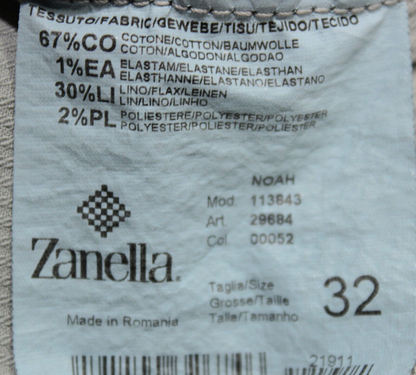 TESSUTO/FABRIC/GEWEBE/TISU/TEJIDO/TECIDO
67%CO COTONE/COTTON/BAUMWOLLE
COTON/ALGODON/ALGODAO
1%EA ELASTAM/ELASTANE/ELASTHAN
ELASTHANNE/ELASTANO/ELASTANO
30%LI LINO/FLAX/LEINEN
LIN/LINO/LINHO
2%PL POLIESTERE/POLYESTER/POLYESTER
POLYESTER/POLIESTER/POLIESTER
NOAH
Mod. 113843
Art. 29684
Col. 00052
Zanella.
Taglia/Size
Grosse/Taille
Talla/Tamanho
32
Made in Romania
21911